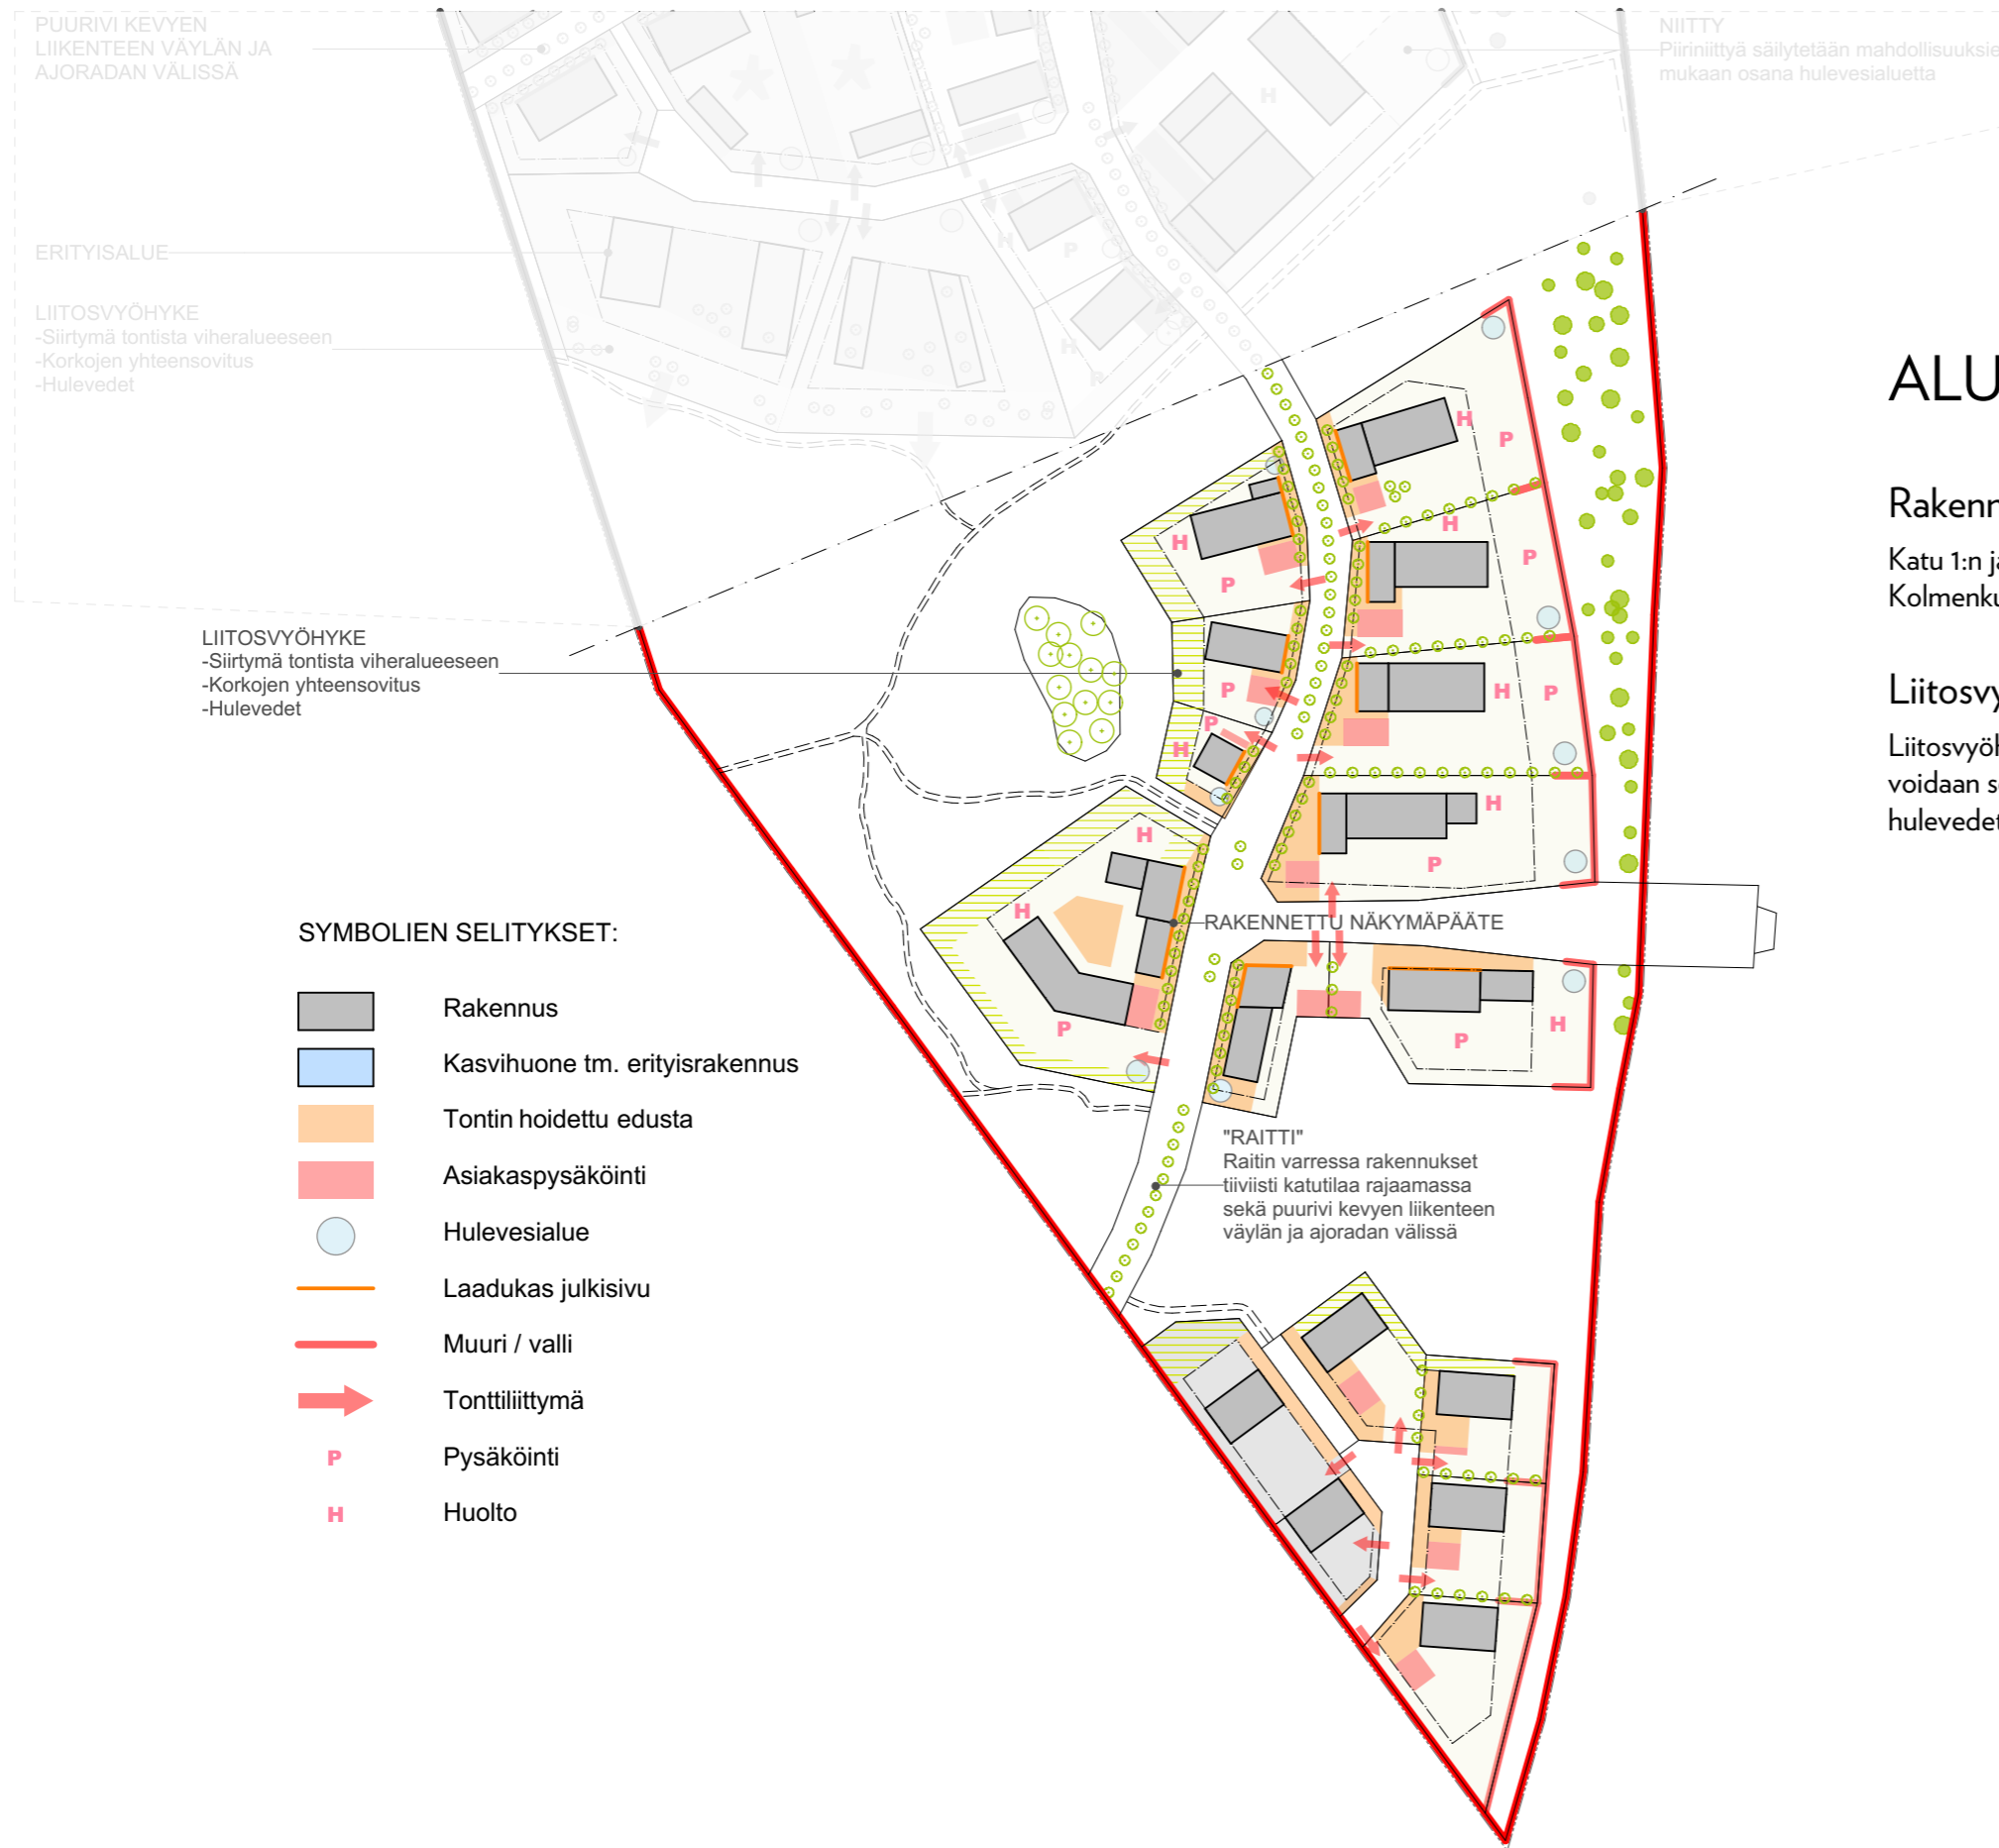 PUURIVI KEVYEN
LIIKENTEEN VÄYLÄN JA
AJORADAN VÄLISSÄ
NIITTY
Piiriniittyä säilytetään mahdollisuuksie
mukaan osana hulevesialuetta
ERITYISALUE
LIITOSVYÖHYKE
-Siirtymä tontista viheralueeseen
-Korkojen yhteensovitus
-Hulevedet
ALU
Rakenn
Katu 1:n ja
Kolmenku
Liitosvy
Liitosvyöh
voidaan so
hulevedet
LIITOSVYÖHYKE
-Siirtymä tontista viheralueeseen
-Korkojen yhteensovitus
-Hulevedet
RAKENNETTU NÄKYMÄPÄÄTE
"RAITTI"
Raitin varressa rakennukset
tiiviisti katutilaa rajaamassa
sekä puurivi kevyen liikenteen
väylän ja ajoradan välissä
SYMBOLIEN SELITYKSET:
Rakennus
Kasvihuone tm. erityisrakennus
Tontin hoidettu edusta
Asiakaspysäköinti
Hulevesialue
Laadukas julkisivu
Muuri / valli
Tonttiliittymä
P Pysäköinti
H Huolto
H
P
H
P
H
P
H
P
H
P
H
P
H
P
P
H
P
P
H
H
H
P
P
H